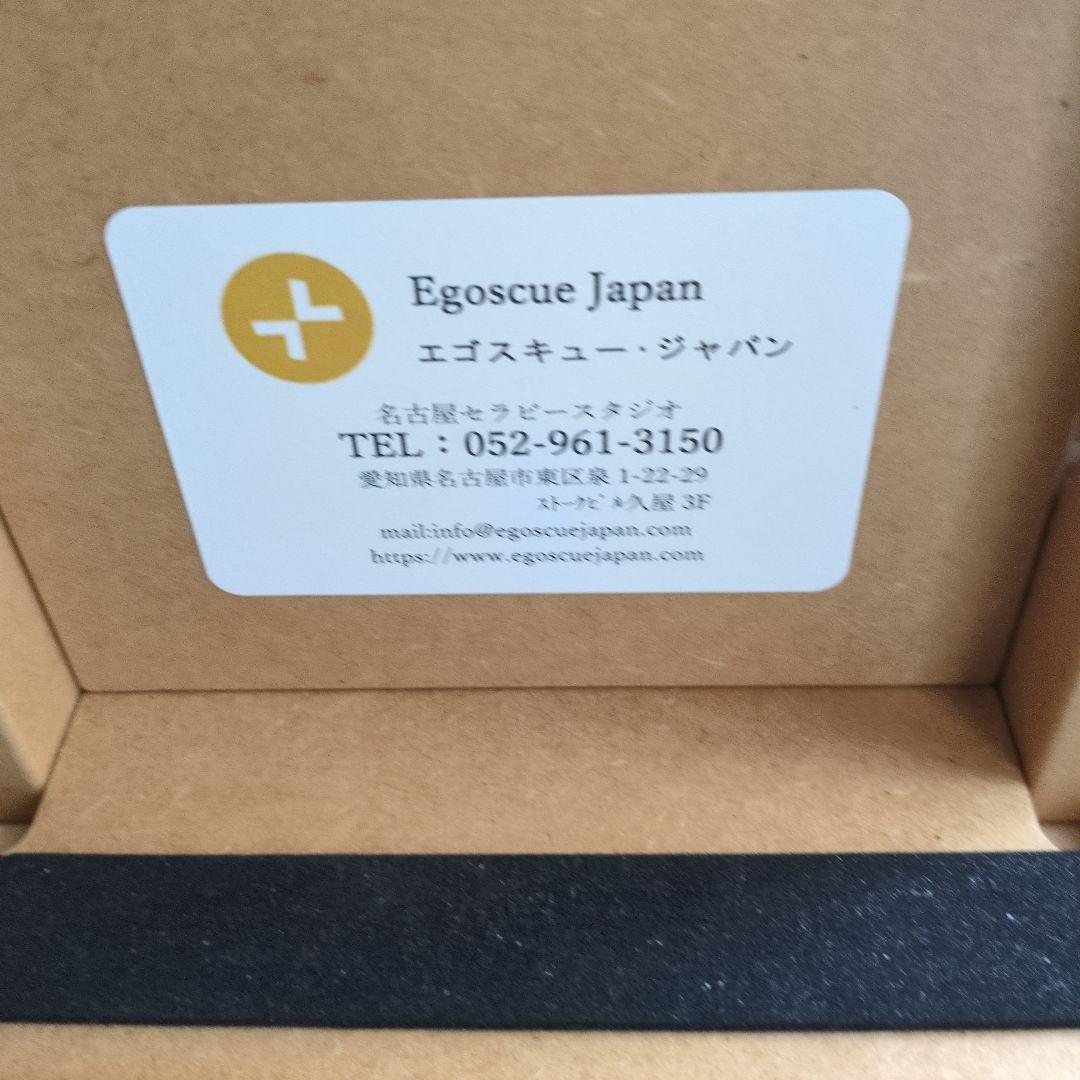 Egoscue Japan
エゴスキュー・ジャパン
名古屋セラピースタジオ
TEL：052-961-3150
愛知県名古屋市東区泉 1-22-29
ｽﾄｰｸﾋﾞﾙ久屋 3F
mail:info@egoscuejapan.com
https://www.egoscuejapan.com